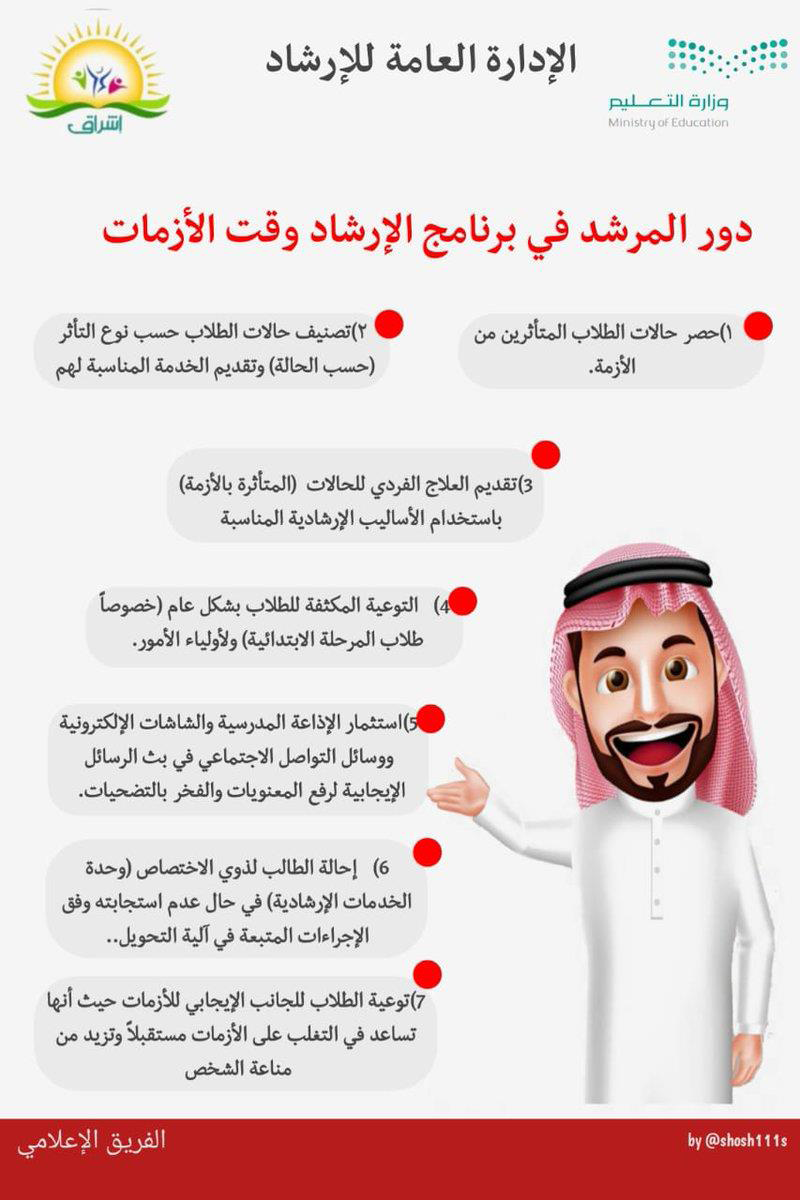 الإدارة العامة للإرشاد
وزارة التعـــليم
Ministry of Education
إشراق
دور المرشد في برنامج الإرشاد وقت الأزمات
١)حصر حالات الطلاب المتأثرين من
الأزمة.
٢)تصنيف حالات الطلاب حسب نوع التأثر
(حسب الحالة) وتقديم الخدمة المناسبة لهم
3)تقديم العلاج الفردي للحالات (المتأثرة بالأزمة)
باستخدام الأساليب الإرشادية المناسبة
4) التوعية المكثفة للطلاب بشكل عام (خصوصاً
طلاب المرحلة الابتدائية) ولأولياء الأمور.
5)استثمار الإذاعة المدرسية والشاشات الإلكترونية
ووسائل التواصل الاجتماعي في بث الرسائل
الإيجابية لرفع المعنويات والفخر بالتضحيات.
6) إحالة الطالب لذوي الاختصاص (وحدة
الخدمات الإرشادية) في حال عدم استجابته وفق
الإجراءات المتبعة في آلية التحويل..
7)توعية الطلاب للجانب الإيجابي للأزمات حيث أنها
تساعد في التغلب على الأزمات مستقبلاً وتزيد من
مناعة الشخص
الفريق الإعلامي
by @shosh111s